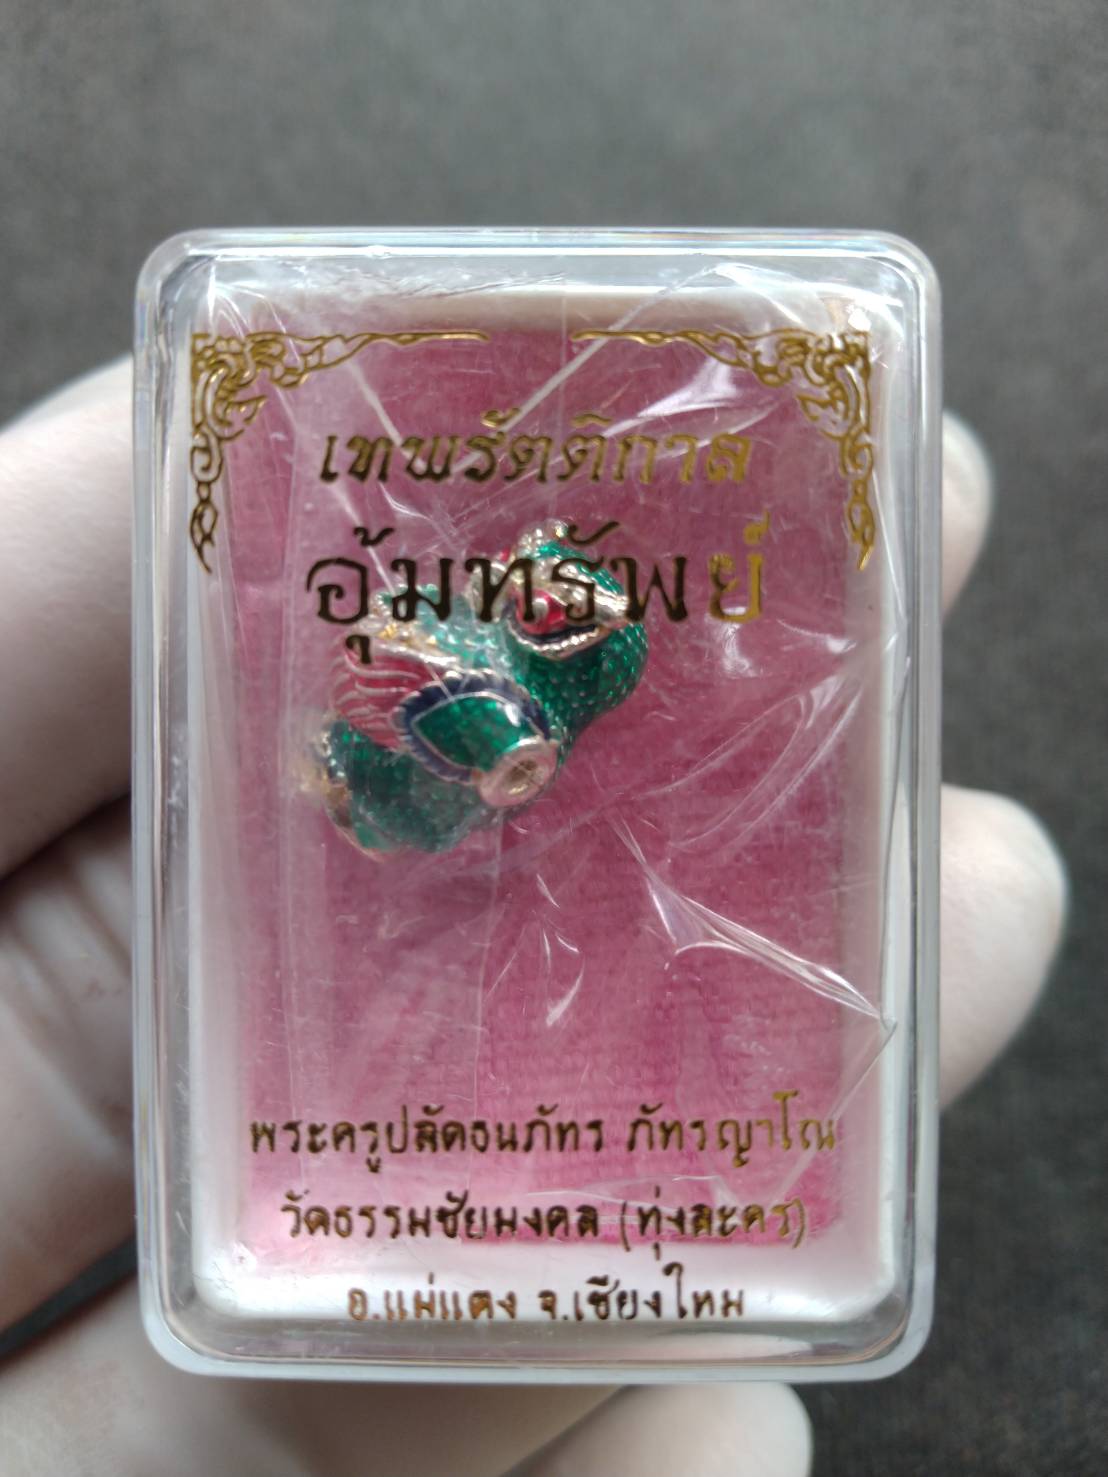 เทพรัตติกาล
อุ้มทรัพย์
พระครูปลัดธนภัทร ภัทรญาโณ
วัดธรรมชัยมงคล (ทุ่งละคร)
อ.แม่แตง จ.เชียงใหม่